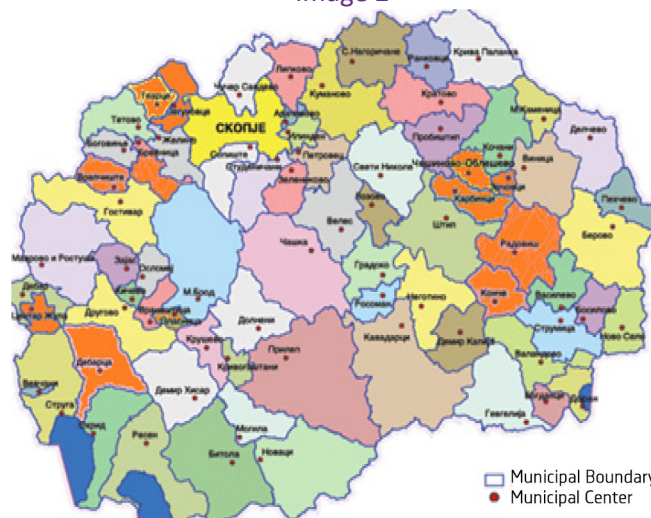 Image 2
С.Нагоричане
Ранковце
Крива Паланка
Липково
Чучер Сандево
Куманово
Кратово
Теарце
Јегуновце
СКОПЈЕ
Арачиново
Илинден
М.Каменица
Тетово
Желино
Пробиштип
Делчево
Боговиње
Брвеница
Сопиште
Студеничани
Петровец
Свети Николе
Кочани
Чешиново-Облешево
Виница
Зелениково
Зрновци
Врапчиште
Карбинци
Пехчево
Гостивар
Лозово
Велес
Штип
Берово
Чашка
Радовиш
Маврово и Ростуша
Зајас
Осломеј
Градско
Дебар
Кичево
М.Брод
Росоман
Неготино
Конче
Василево
Босилово
Центар Жупа
Другово
Вранештица
Пласница
Долнени
Струмица
Ново Село
Крушево
Кавадарци
Демир Капија
Прилеп
Валандово
Дебарца
Кривогаштани
Вевчани
Демир Хисар
Богданци
Дојран
Струга
Гевгелија
Охрид
Ресен
Могила
Новаци
Битола
Municipal Boundary
Municipal Center